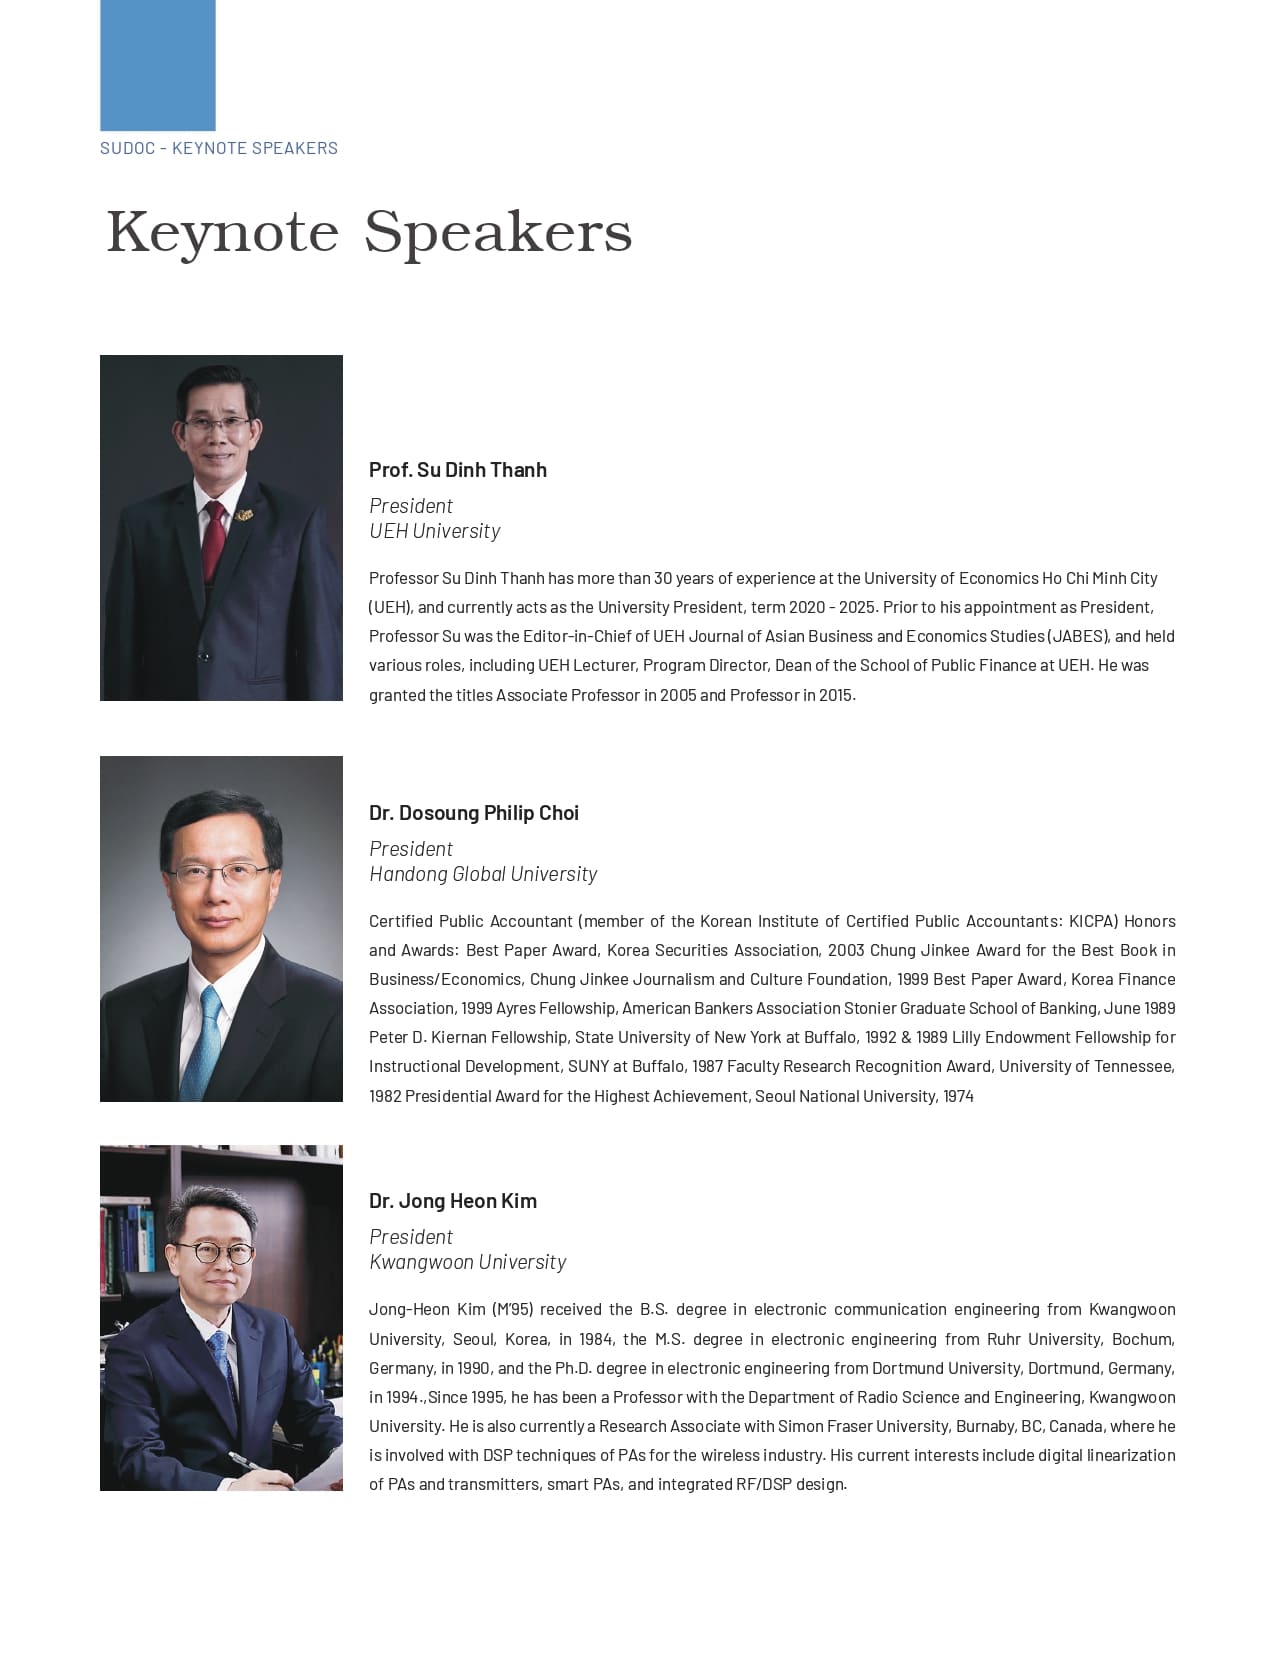 SUDOC - KEYNOTE SPEAKERS
Keynote Speakers
Prof. Su Dinh Thanh
President
UEH University
Professor Su Dinh Thanh has more than 30 years of experience at the University of Economics Ho Chi Minh City
(UEH), and currently acts as the University President, term 2020 - 2025. Prior to his appointment as President,
Professor Su was the Editor-in-Chief of UEH Journal of Asian Business and Economics Studies (JABES), and held
various roles, including UEH Lecturer, Program Director, Dean of the School of Public Finance at UEH. He was
granted the titles Associate Professor in 2005 and Professor in 2015.
Dr. Dosoung Philip Choi
President
Handong Global University
Certified Public Accountant (member of the Korean Institute of Certified Public Accountants: KICPA) Honors
and Awards: Best Paper Award, Korea Securities Association, 2003 Chung Jinkee Award for the Best Book in
Business/Economics, Chung Jinkee Journalism and Culture Foundation, 1999 Best Paper Award, Korea Finance
Association, 1999 Ayres Fellowship, American Bankers Association Stonier Graduate School of Banking, June 1989
Peter D. Kiernan Fellowship, State University of New York at Buffalo, 1992 & 1989 Lilly Endowment Fellowship for
Instructional Development, SUNY at Buffalo, 1987 Faculty Research Recognition Award, University of Tennessee,
1982 Presidential Award for the Highest Achievement, Seoul National University, 1974
Dr. Jong Heon Kim
President
Kwangwoon University
Jong-Heon Kim (M’95) received the B.S. degree in electronic communication engineering from Kwangwoon
University, Seoul, Korea, in 1984, the M.S. degree in electronic engineering from Ruhr University, Bochum,
Germany, in 1990, and the Ph.D. degree in electronic engineering from Dortmund University, Dortmund, Germany,
in 1994.,Since 1995, he has been a Professor with the Department of Radio Science and Engineering, Kwangwoon
University. He is also currently a Research Associate with Simon Fraser University, Burnaby, BC, Canada, where he
is involved with DSP techniques of PAs for the wireless industry. His current interests include digital linearization
of PAs and transmitters, smart PAs, and integrated RF/DSP design.